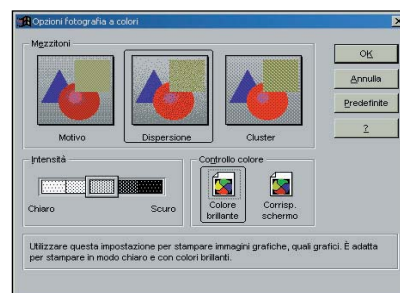 Opzioni fotografia a colori
Mezzitoni
Motivo
Dispersione
Cluster
OK
Annulla
Predefinite
?
Intensità
Chiaro
Scuro
Controllo colore
Colore
brillante
Corrisp.
schermo
Utilizzare questa impostazione per stampare immagini grafiche, quali grafici. È adatta
per stampare in modo chiaro e con colori brillanti.